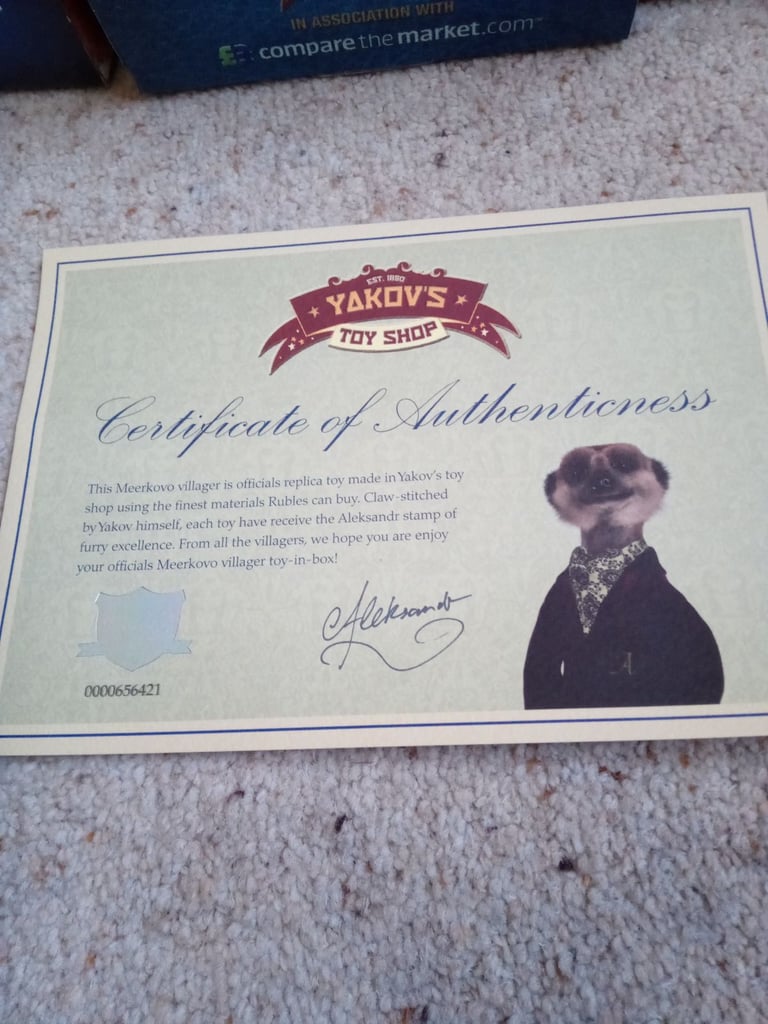 IN ASSOCIATION WITH
comparethemarket.com™
EST. 1880
YAKOV'S
TOY SHOP
Certificate of Authenticness
This Meerkovo villager is officials replica toy made in Yakov's toy
shop using the finest materials Rubles can buy. Claw-stitched
by Yakov himself, each toy have receive the Aleksandr stamp of
furry excellence. From all the villagers, we hope you are enjoy
your officials Meerkovo villager toy-in-box!
Aleksandr
0000656421
A